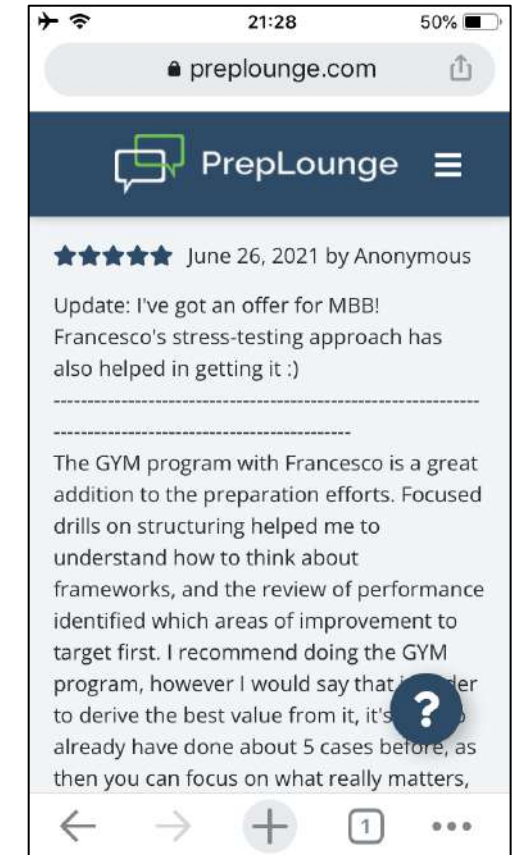 21:28
50%
preplounge.com
PrepLounge
June 26, 2021 by Anonymous
Update: I've got an offer for MBB!
Francesco's stress-testing approach has
also helped in getting it :)
----------------------------------------------------------------
---------------------------------------------
The GYM program with Francesco is a great
addition to the preparation efforts. Focused
drills on structuring helped me to
understand how to think about
frameworks, and the review of performance
identified which areas of improvement to
target first. I recommend doing the GYM
program, however I would say that
to derive the best value from it, it's
?
already have done about 5 cases before, as
then you can focus on what really matters,
1